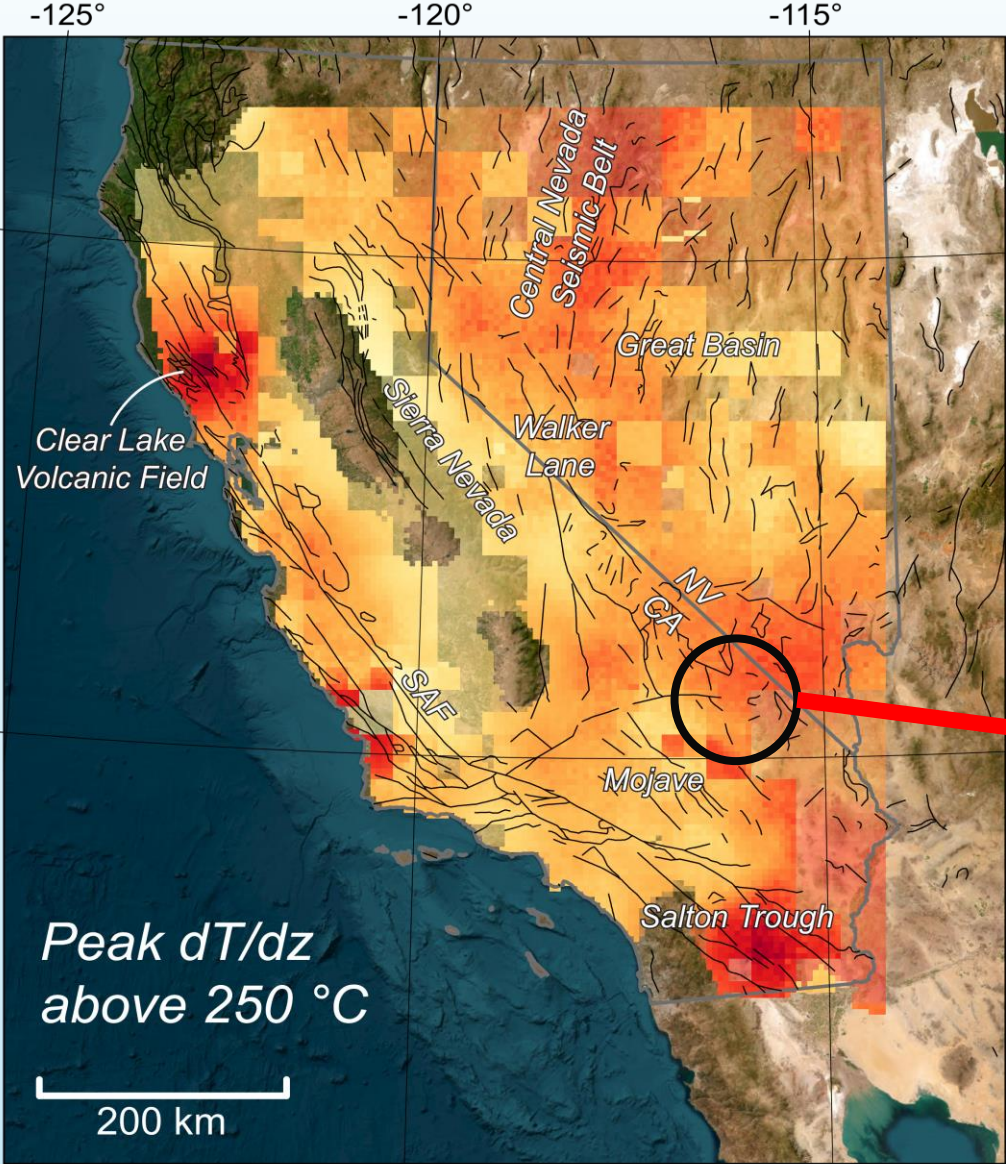 -125°
-120°
-115°
Central Nevada
Seismic Belt
Great Basin
Clear Lake
Volcanic Field
Sierra Nevada
Walker
Lane
NV
CA
SAF
Mojave
Salton Trough
Peak dT/dz
above 250 °C
200 km